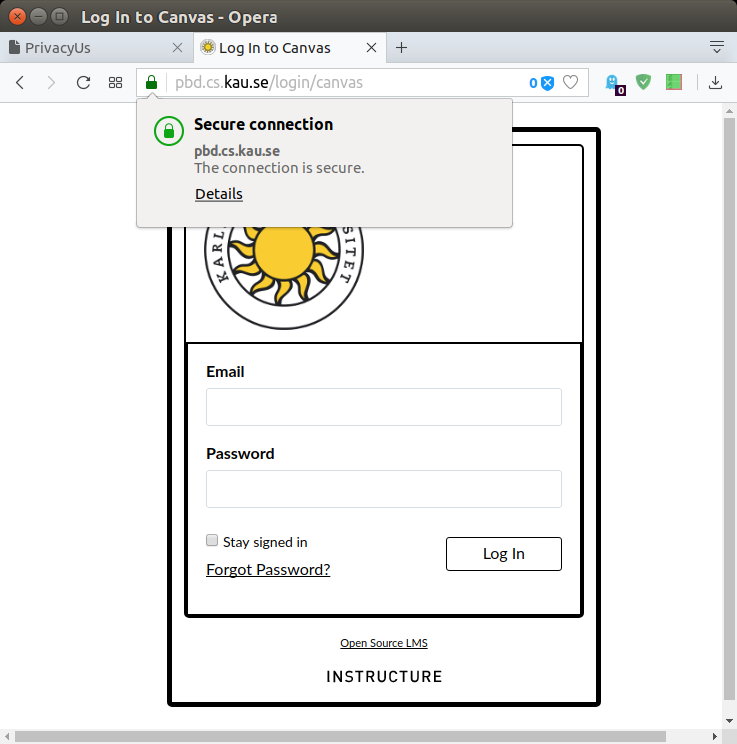 Log In to Canvas - Opera
PrivacyUs
Log In to Canvas
pbd.cs.kau.se/login/canvas
0
0
Secure connection
pbd.cs.kau.se
The connection is secure.
Details
KARL
SITET
Email
Password
Stay signed in
Log In
Forgot Password?
Open Source LMS
INSTRUCTURE